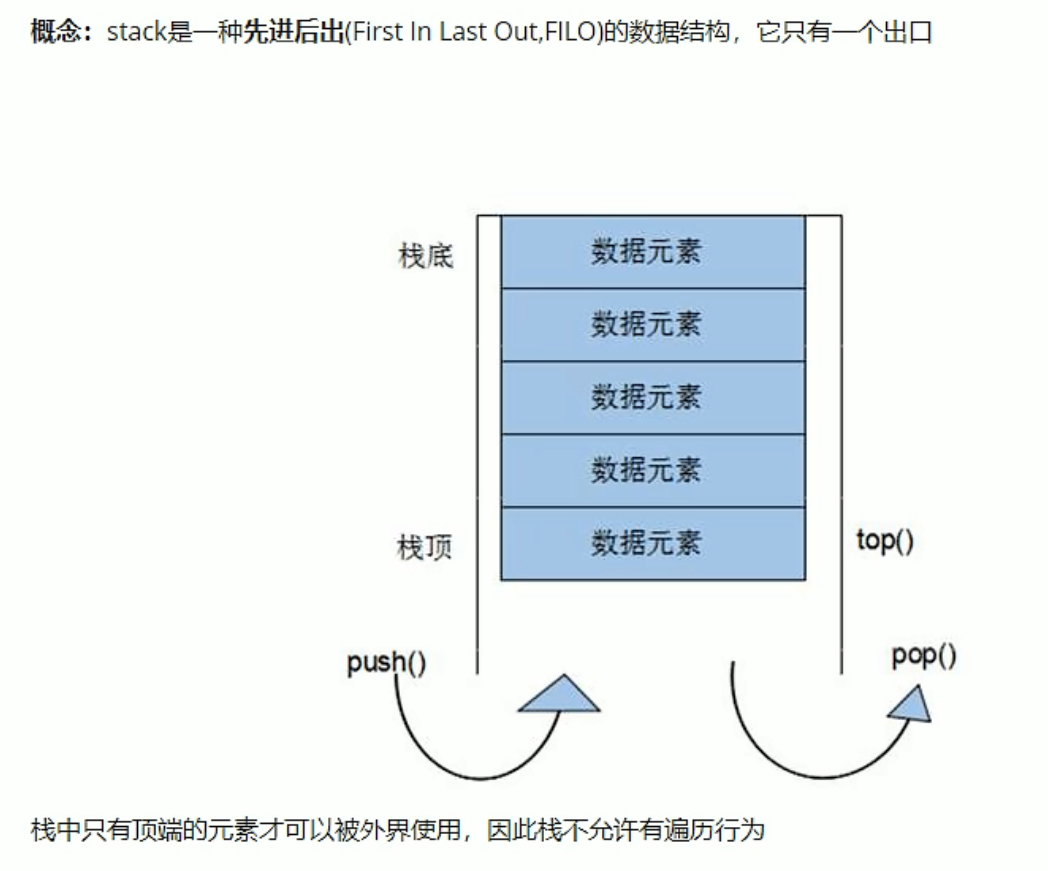 概念：stack是一种先进后出(First In Last Out,FILO)的数据结构，它只有一个出口
栈底
数据元素
数据元素
数据元素
数据元素
栈顶
数据元素
top()
push()
pop()
栈中只有顶端的元素才可以被外界使用，因此栈不允许有遍历行为